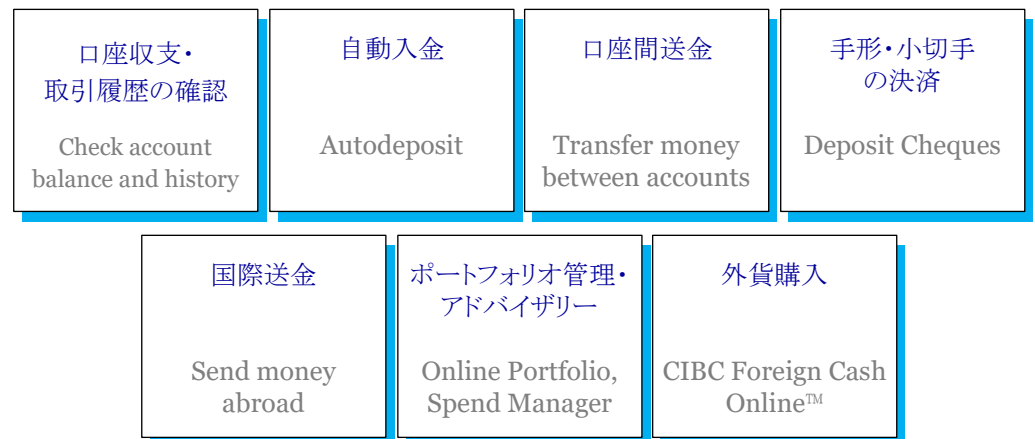 口座収支・
取引履歴の確認
Check account
balance and history
自動入金
Autodeposit
口座間送金
Transfer money
between accounts
手形・小切手
の決済
Deposit Cheques
国際送金
Send money
abroad
ポートフォリオ管理・
アドバイザリー
Online Portfolio,
Spend Manager
外貨購入
CIBC Foreign Cash
Online™